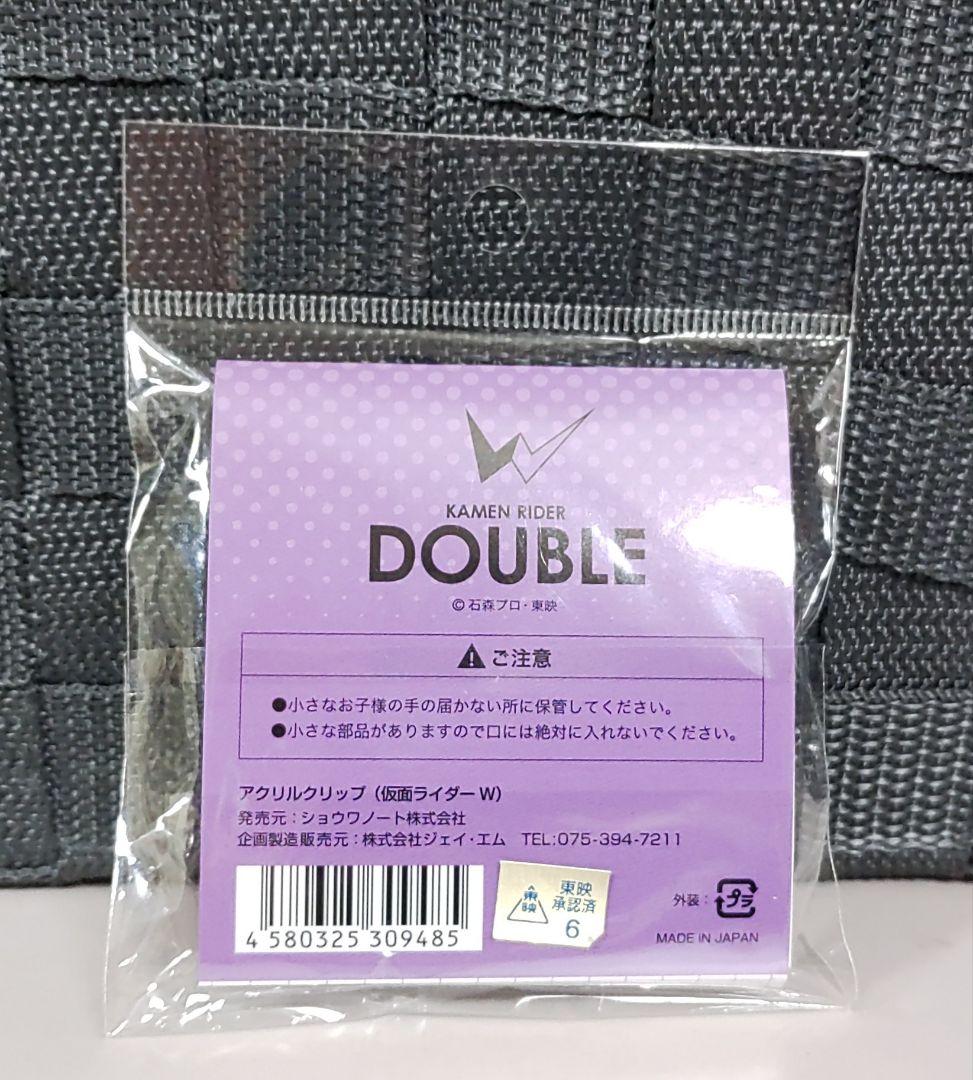 KAMEN RIDER
DOUBLE
© 石森プロ・東映
ご注意
●小さなお子様の手の届かない所に保管してください。
●小さな部品がありますので口には絶対に入れないでください。
アクリルクリップ（仮面ライダーW）
発売元：ショウワノート株式会社
企画製造販売元：株式会社ジェイ・エム TEL:075-394-7211
4 580325 309485
東映
東映
承認済
6
外装：プラ
MADE IN JAPAN